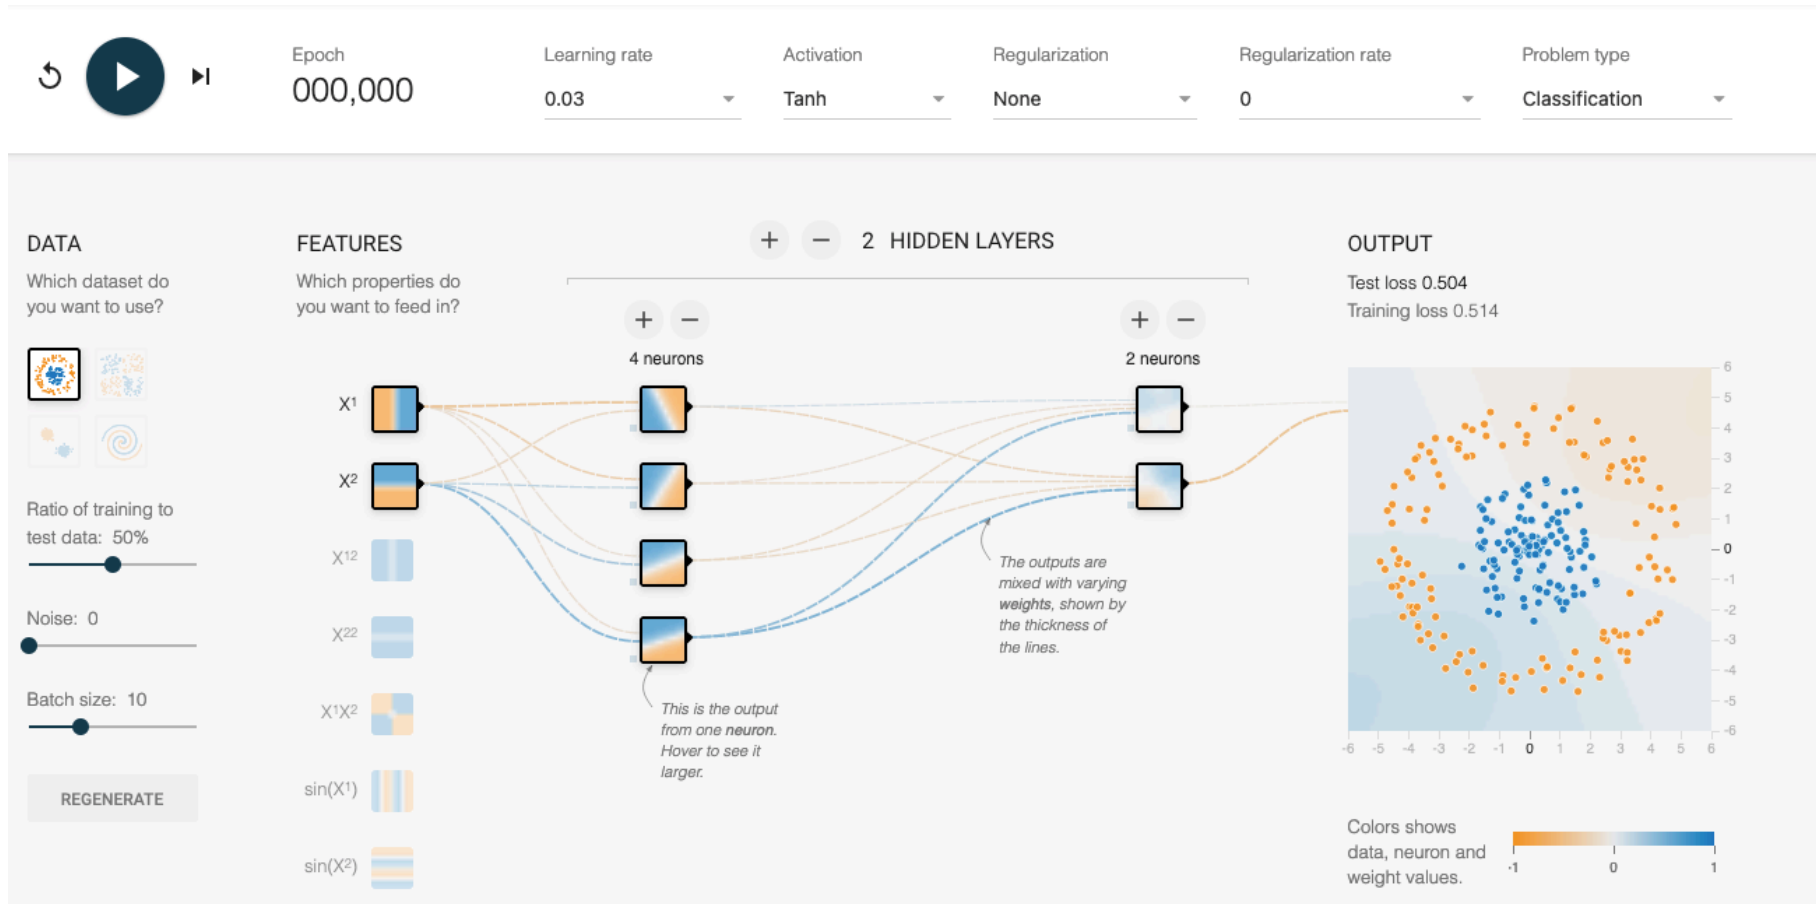 Epoch
000,000
Learning rate
0.03
Activation
Tanh
Regularization
None
Regularization rate
0
Problem type
Classification
DATA
Which dataset do
you want to use?
Ratio of training to
test data: 50%
Noise: 0
Batch size: 10
REGENERATE
FEATURES
Which properties do
you want to feed in?
X1
X2
X12
X22
X1X2
sin(X1)
sin(X2)
+ − 2 HIDDEN LAYERS
+ −
4 neurons
+ −
2 neurons
This is the output
from one neuron.
Hover to see it
larger.
The outputs are
mixed with varying
weights, shown by
the thickness of
the lines.
OUTPUT
Test loss 0.504
Training loss 0.514
6
5
4
3
2
1
0
-1
-2
-3
-4
-5
-6
-6 -5 -4 -3 -2 -1 0 1 2 3 4 5 6
Colors shows
data, neuron and
weight values.
-1 0 1